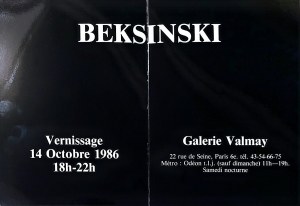 BEKSINSKI
Vernissage
14 Octobre 1986
18h-22h
Galerie Valmay
22 rue de Seine, Paris 6e. tél. 43-54-66-75
Métro : Odéon t.l.j. (sauf dimanche) 11h—19h.
Samedi nocturne